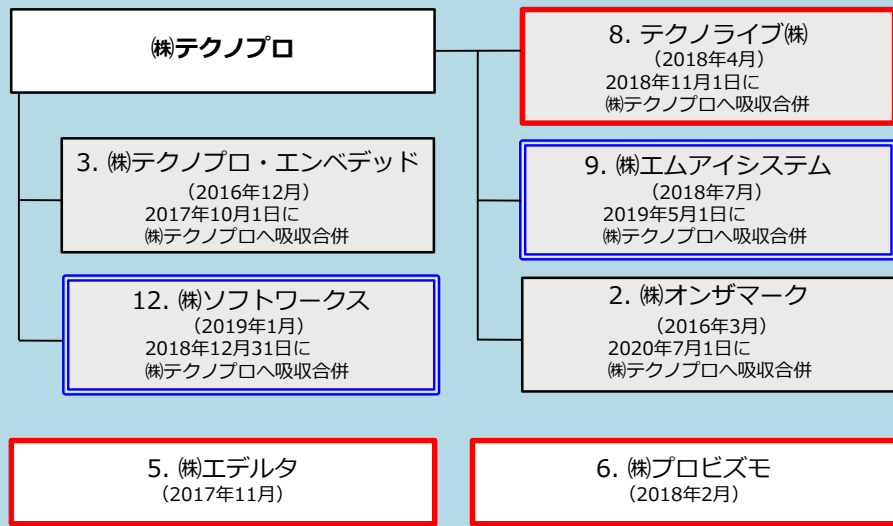 ㈱テクノプロ
8. テクノライブ㈱
（2018年4月）
2018年11月1日に
㈱テクノプロへ吸収合併
3. ㈱テクノプロ・エンベデッド
（2016年12月）
2017年10月1日に
㈱テクノプロへ吸収合併
9. ㈱エムアイシステム
（2018年7月）
2019年5月1日に
㈱テクノプロへ吸収合併
12. ㈱ソフトワークス
（2019年1月）
2018年12月31日に
㈱テクノプロへ吸収合併
2. ㈱オンザマーク
（2016年3月）
2020年7月1日に
㈱テクノプロへ吸収合併
5. ㈱エデルタ
（2017年11月）
6. ㈱プロビズモ
（2018年2月）